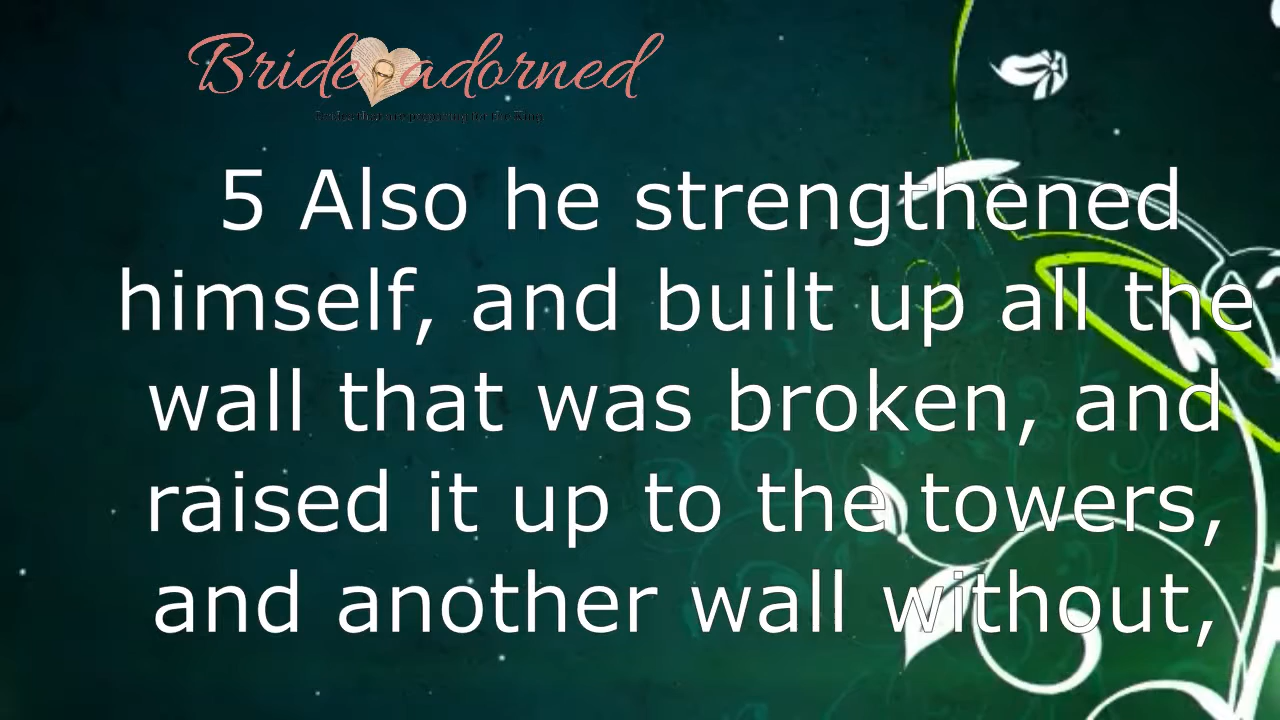 Bride adorned
5 Also he strengthened
himself, and built up all the
wall that was broken, and
raised it up to the towers,
and another wall without,